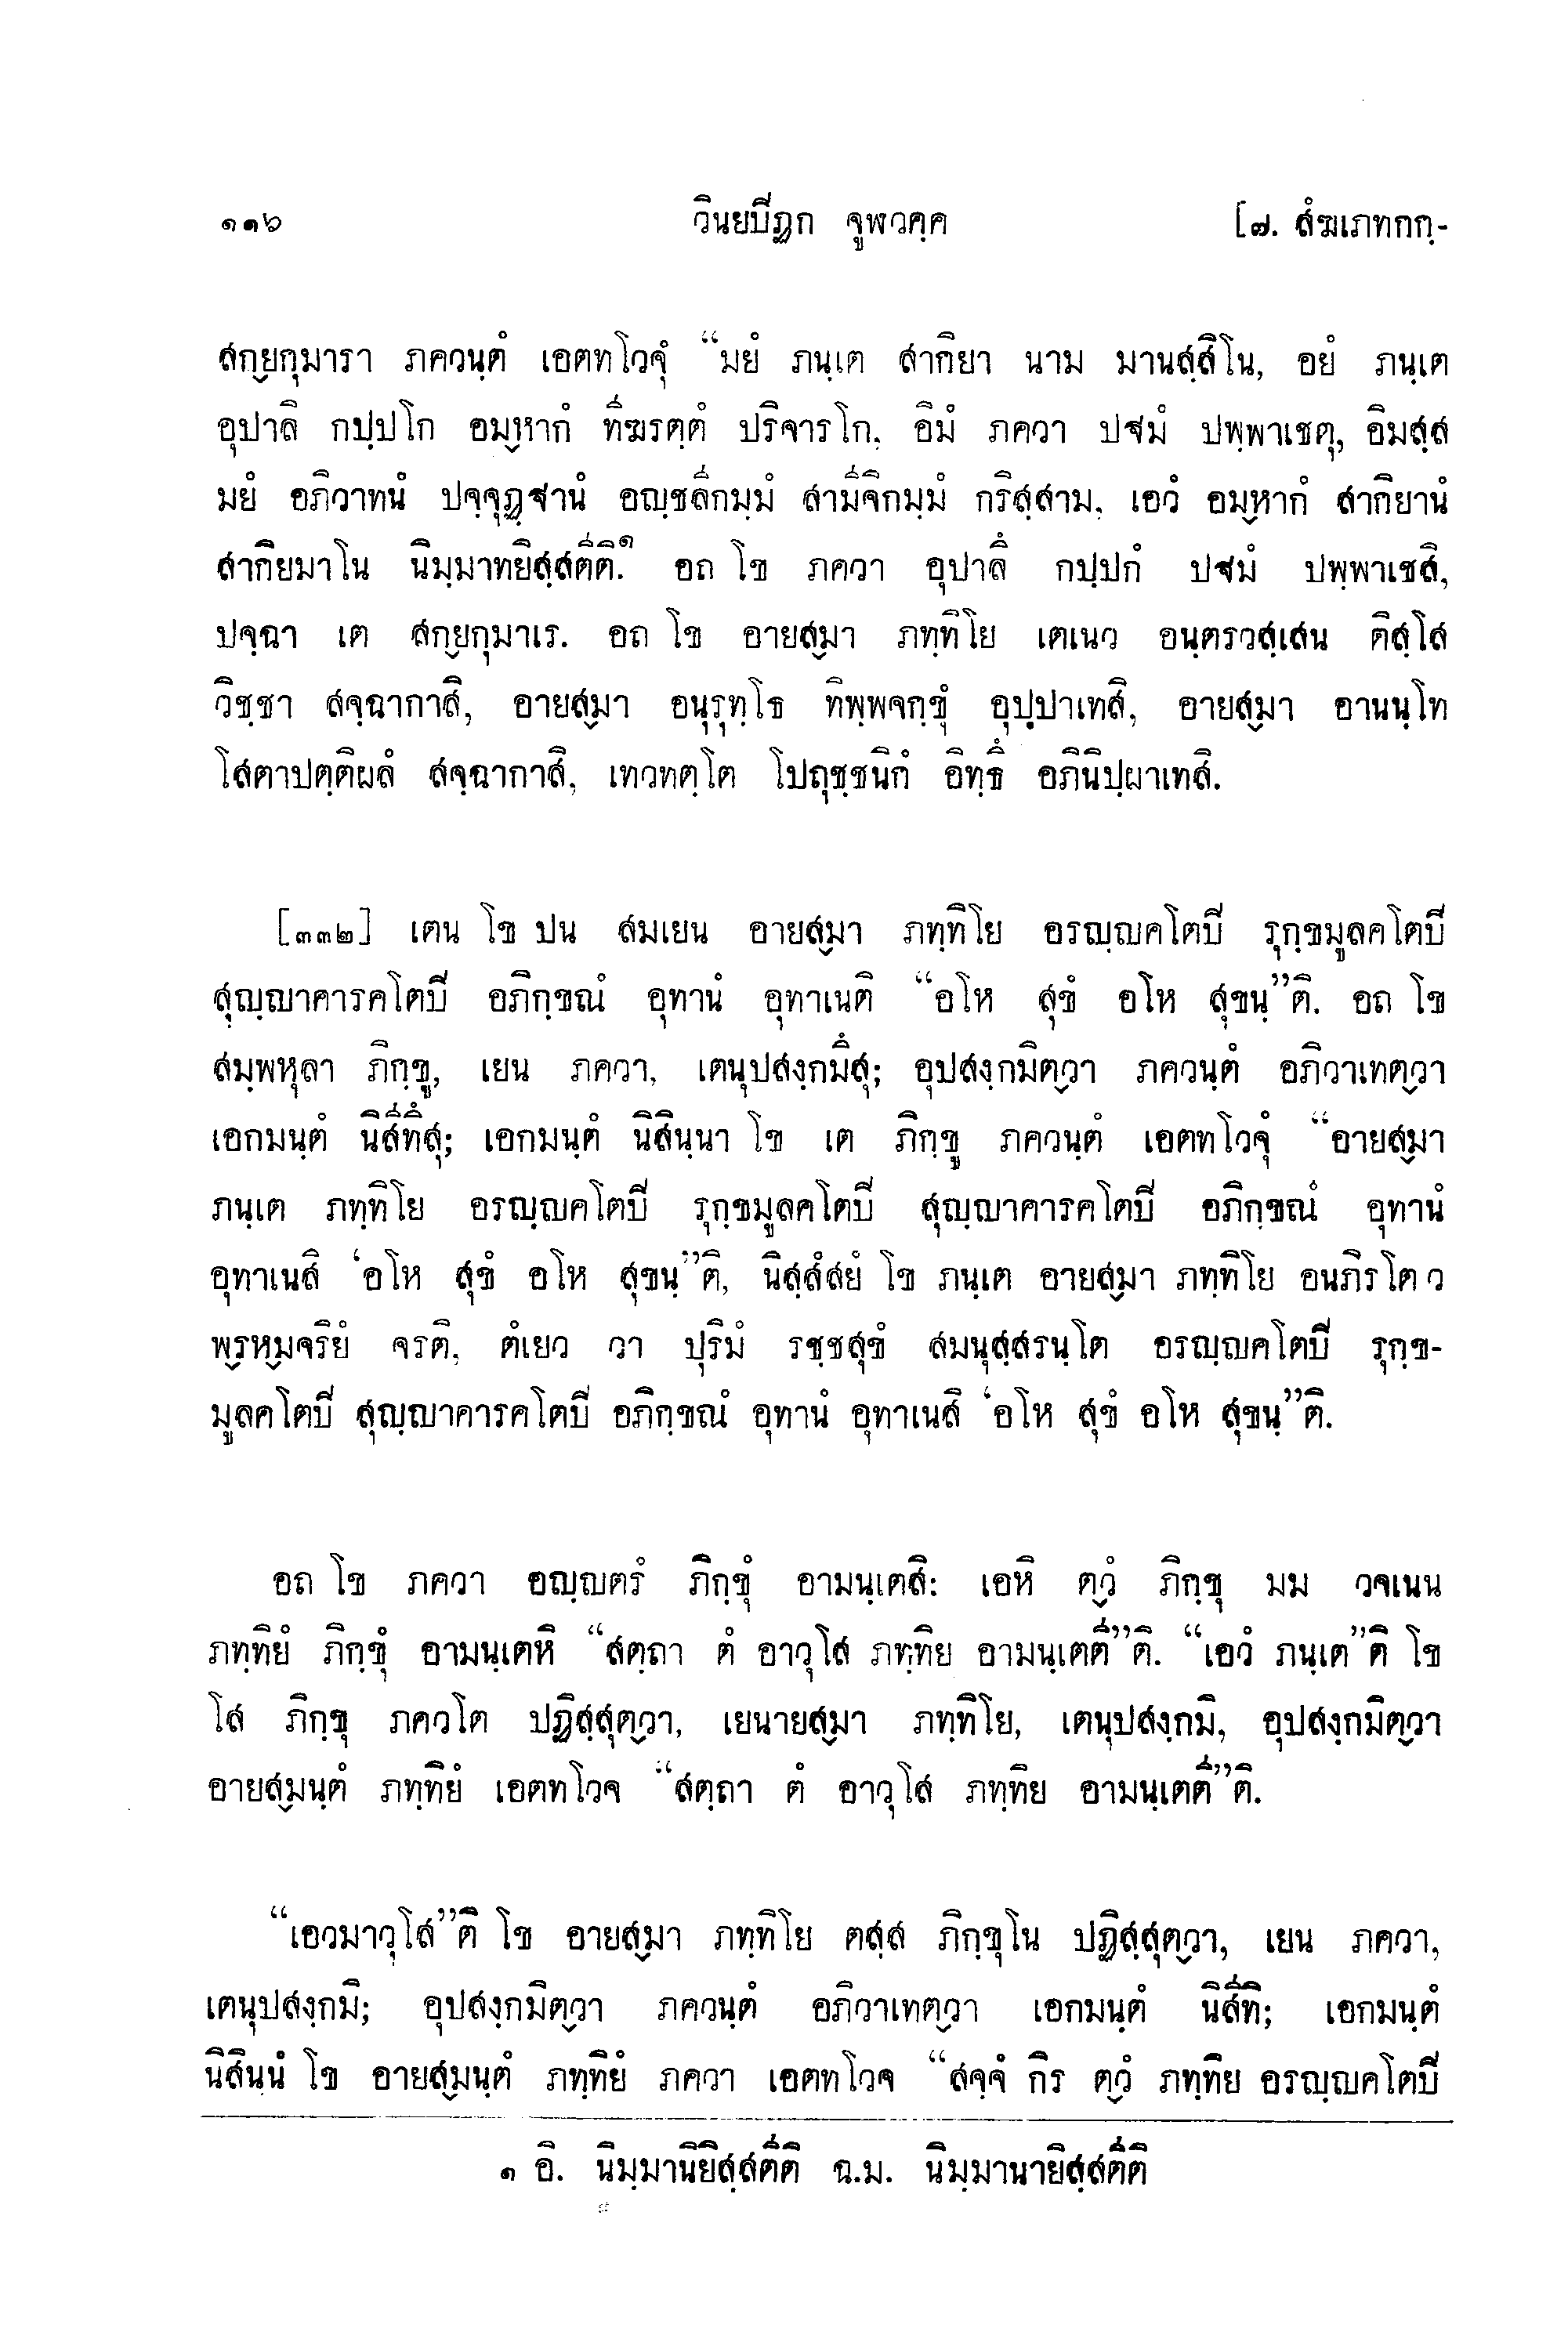 ๑๑๖ วินยปิฏก จูฬวคฺค [๗. สํฆเภทกกฺ-
สกฺยกุมารา ภควนฺตํ เอตทโวจุํ “มยํ ภนฺเต สากิยา นาม มานสฺสิโน, อยํ ภนฺเต
อุปาลิ กปฺปโก อมฺหากํ ทีฆรตฺตํ ปริจารโก, อิมํ ภควา ปฐมํ ปพฺพาเชตุ, อิมสฺส
มยํ อภิวาทนํ ปจฺจุฏฺฐานํ อญฺชลีกมฺมํ สามีจิกมฺมํ กริสฺสาม, เอวํ อมฺหากํ สากิยานํ
สากิยมาโน นิมฺมาทยิสฺสตีติ.๑ อถ โข ภควา อุปาลึ กปฺปกํ ปฐมํ ปพฺพาเชสิ,
ปจฺฉา เต สกฺยกุมาเร. อถ โข อายสฺมา ภทฺทิโย เตเนว อนฺตรวสฺเสน ติสฺโส
วิชฺชา สจฺฉากาสิ, อายสฺมา อนุรุทฺโธ ทิพฺพจกฺขุํ อุปฺปาเทสิ, อายสฺมา อานนฺโท
โสตาปตฺติผลํ สจฺฉากาสิ, เทวทตฺโต โปถุชฺชนิกํ อิทฺธึ อภินิปฺผาเทสิ.
[๓๓๒] เตน โข ปน สมเยน อายสฺมา ภทฺทิโย อรญฺญคโตปิ รุกฺขมูลคโตปิ
สุญฺญาคารคโตปิ อภิกฺขณํ อุทานํ อุทาเนติ “อโห สุขํ อโห สุขนฺ”ติ. อถ โข
สมฺพหุลา ภิกฺขู, เยน ภควา, เตนุปสงฺกมึสุ; อุปสงฺกมิตฺวา ภควนฺตํ อภิวาเทตฺวา
เอกมนฺตํ นิสีทึสุ; เอกมนฺตํ นิสินฺนา โข เต ภิกฺขู ภควนฺตํ เอตทโวจุํ “อายสฺมา
ภนฺเต ภทฺทิโย อรญฺญคโตปิ รุกฺขมูลคโตปิ สุญฺญาคารคโตปิ อภิกฺขณํ อุทานํ
อุทาเนสิ ‘อโห สุขํ อโห สุขนฺ’’ติ, นิสฺสํสยํ โข ภนฺเต อายสฺมา ภทฺทิโย อนภิรโต ว
พฺรหฺมจริยํ จรติ, ตํเยว วา ปุริมํ รชฺชสุขํ สมนุสฺสรนฺโต อรญฺญคโตปิ รุกฺข-
มูลคโตปิ สุญฺญาคารคโตปิ อภิกฺขณํ อุทานํ อุทาเนสิ ‘อโห สุขํ อโห สุขนฺ”ติ.
อถ โข ภควา อญฺญตรํ ภิกฺขุํ อามนฺเตสิ: เอหิ ตฺวํ ภิกฺขุ มม วจเนน
ภทฺทิยํ ภิกฺขุํ อามนฺเตหิ “สตฺถา ตํ อาวุโส ภทฺทิย อามนฺเตตี”ติ. “เอวํ ภนฺเต”ติ โข
โส ภิกฺขุ ภควโต ปฏิสฺสุตฺวา, เยนายสฺมา ภทฺทิโย, เตนุปสงฺกมิ, อุปสงฺกมิตฺวา
อายสฺมนฺตํ ภทฺทิยํ เอตทโวจ “สตฺถา ตํ อาวุโส ภทฺทิย อามนฺเตตี”ติ.
“เอวมาวุโส”ติ โข อายสฺมา ภทฺทิโย ตสฺส ภิกฺขุโน ปฏิสฺสุตฺวา, เยน ภควา,
เตนุปสงฺกมิ; อุปสงฺกมิตฺวา ภควนฺตํ อภิวาเทตฺวา เอกมนฺตํ นิสีทิ; เอกมนฺตํ
นิสินฺนํ โข อายสฺมนฺตํ ภทฺทิยํ ภควา เอตทโวจ “สจฺจํ กิร ตฺวํ ภทฺทิย อรญฺญคโตปิ
๑ อิ. นิมฺมานิยิสฺสตีติ ฉ.ม. นิมฺมานายิสฺสตีติ